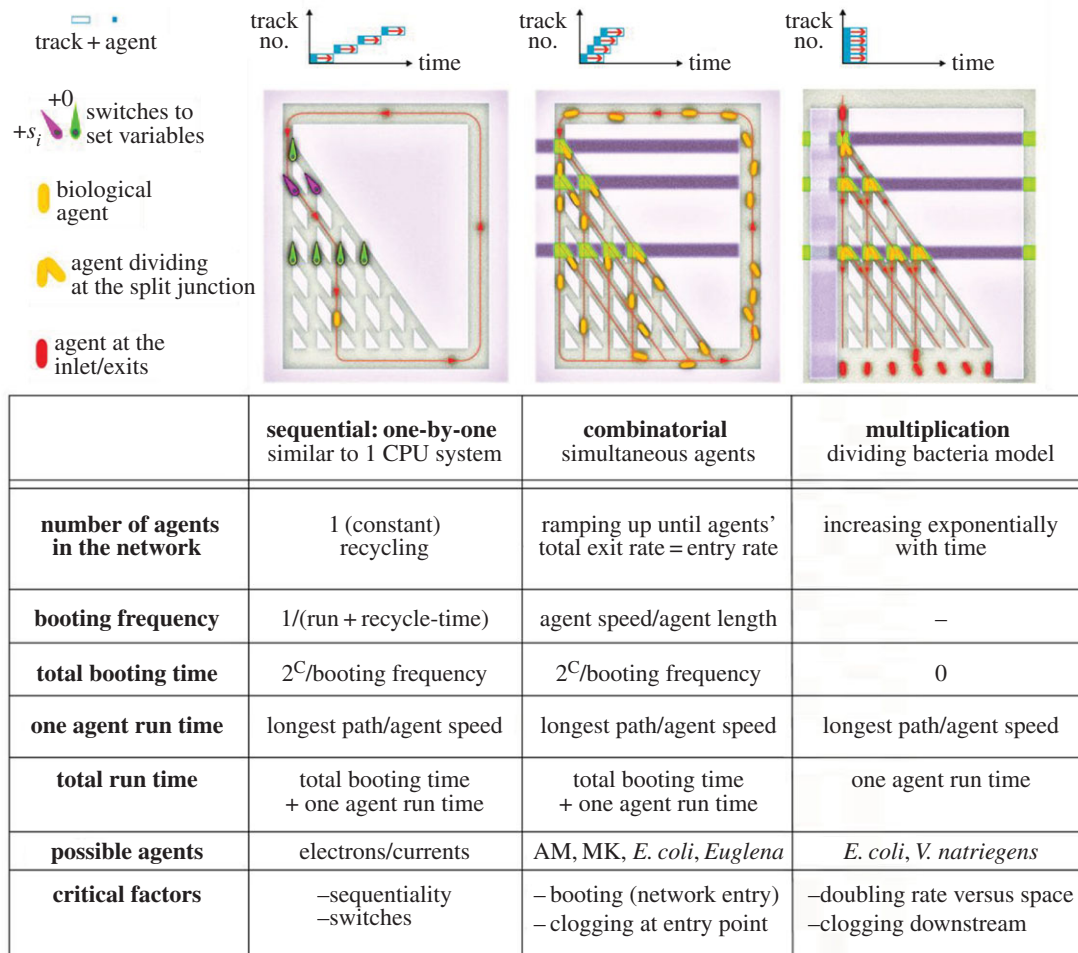 track + agent
+0
+si
switches to
set variables
biological
agent
agent dividing
at the split junction
agent at the
inlet/exits
track
no.
time
track
no.
time
track
no.
time
sequential: one-by-one
similar to 1 CPU system
combinatorial
simultaneous agents
multiplication
dividing bacteria model
number of agents
in the network
1 (constant)
recycling
ramping up until agents’
total exit rate = entry rate
increasing exponentially
with time
booting frequency
1/(run + recycle-time)
agent speed/agent length
–
total booting time
2^C/booting frequency
2^C/booting frequency
0
one agent run time
longest path/agent speed
longest path/agent speed
longest path/agent speed
total run time
total booting time
+ one agent run time
total booting time
+ one agent run time
one agent run time
possible agents
electrons/currents
AM, MK, E. coli, Euglena
E. coli, V. natriegens
critical factors
–sequentiality
–switches
– booting (network entry)
– clogging at entry point
–doubling rate versus space
–clogging downstream